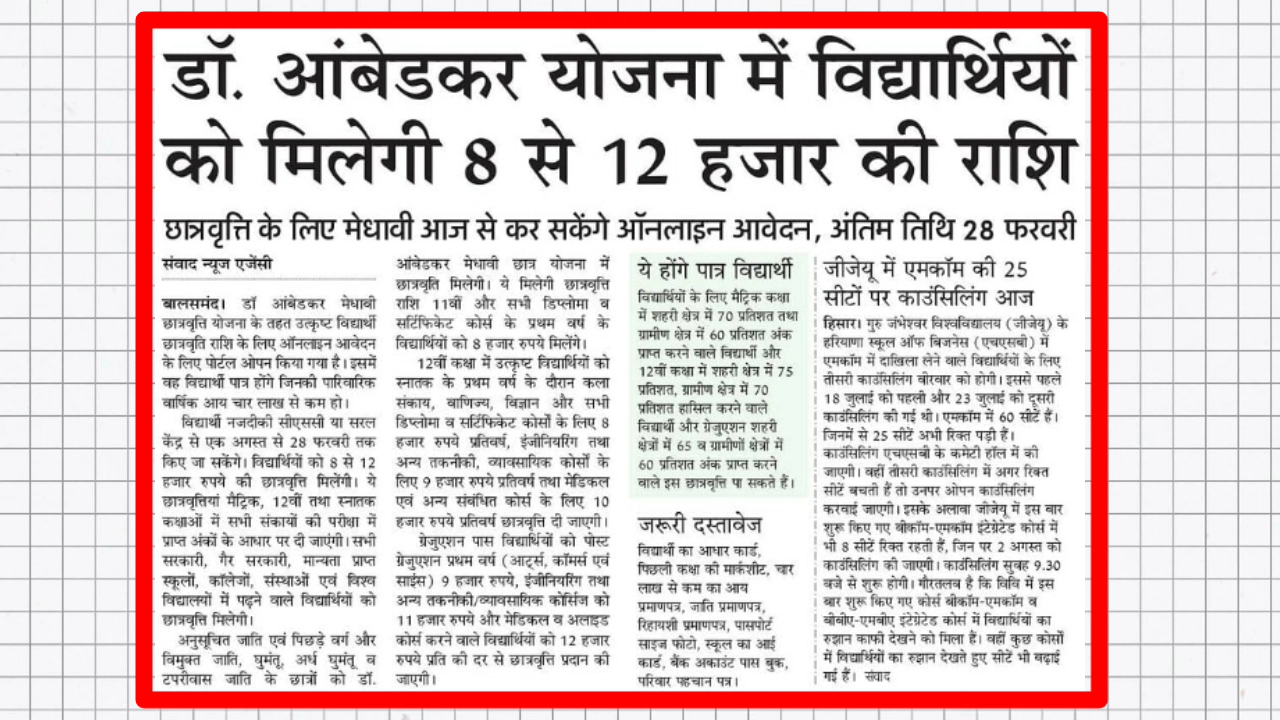 डॉ. आंबेडकर योजना में विद्यार्थियों
को मिलेगी 8 से 12 हजार की राशि
छात्रवृत्ति के लिए मेधावी आज से कर सकेंगे ऑनलाइन आवेदन, अंतिम तिथि 28 फरवरी
संवाद न्यूज एजेंसी
बालसमंद। डॉ आंबेडकर मेधावी
छात्रवृत्ति योजना के तहत उत्कृष्ट विद्यार्थी
छात्रवृति राशि के लिए ऑनलाइन आवेदन
के लिए पोर्टल ओपन किया गया है। इसमें
वह विद्यार्थी पात्र होंगे जिनकी पारिवारिक
वार्षिक आय चार लाख से कम हो।
विद्यार्थी नजदीकी सीएससी या सरल
केंद्र से एक अगस्त से 28 फरवरी तक
किए जा सकेंगे। विद्यार्थियों को 8 से 12
हजार रुपये की छात्रवृत्ति मिलेगी। ये
छात्रवृत्तियां मैट्रिक, 12वीं तथा स्नातक
कक्षाओं में सभी संकायों की परीक्षा में
प्राप्त अंकों के आधार पर दी जाएंगी। सभी
सरकारी, गैर सरकारी, मान्यता प्राप्त
स्कूलों, कॉलेजों, संस्थाओं एवं विश्व
विद्यालयों में पढ़ने वाले विद्यार्थियों को
छात्रवृत्ति मिलेगी।
अनुसूचित जाति एवं पिछड़े वर्ग और
विमुक्त जाति, घुमंतू, अर्ध घुमंतू व
टपरीवास जाति के छात्रों को डॉ.
आंबेडकर मेधावी छात्र योजना में
छात्रवृति मिलेगी। ये मिलेगी छात्रवृत्ति
राशि 11वीं और सभी डिप्लोमा व
सर्टिफिकेट कोर्स के प्रथम वर्ष के
विद्यार्थियों को 8 हजार रुपये मिलेंगे।
12वीं कक्षा में उत्कृष्ट विद्यार्थियों को
स्नातक के प्रथम वर्ष के दौरान कला
संकाय, वाणिज्य, विज्ञान और सभी
डिप्लोमा व सर्टिफिकेट कोर्सों के लिए 8
हजार रुपये प्रतिवर्ष, इंजीनियरिंग तथा
अन्य तकनीकी, व्यावसायिक कोर्सों के
लिए 9 हजार रुपये प्रतिवर्ष तथा मेडिकल
एवं अन्य संबंधित कोर्स के लिए 10
हजार रुपये प्रतिवर्ष छात्रवृत्ति दी जाएगी।
ग्रेजुएशन पास विद्यार्थियों को पोस्ट
ग्रेजुएशन प्रथम वर्ष (आर्ट्स, कॉमर्स एवं
साइंस) 9 हजार रुपये, इंजीनियरिंग तथा
अन्य तकनीकी/व्यावसायिक कोर्सिज को
11 हजार रुपये और मेडिकल व अलाइड
कोर्स करने वाले विद्यार्थियों को 12 हजार
रुपये प्रति की दर से छात्रवृत्ति प्रदान की
जाएगी।
ये होंगे पात्र विद्यार्थी
विद्यार्थियों के लिए मैट्रिक कक्षा
में शहरी क्षेत्र में 70 प्रतिशत तथा
ग्रामीण क्षेत्र में 60 प्रतिशत अंक
प्राप्त करने वाले विद्यार्थी और
12वीं कक्षा में शहरी क्षेत्र में 75
प्रतिशत, ग्रामीण क्षेत्र में 70
प्रतिशत हासिल करने वाले
विद्यार्थी और ग्रेजुएशन शहरी
क्षेत्रों में 65 व ग्रामीणों क्षेत्रों में
60 प्रतिशत अंक प्राप्त करने
वाले इस छात्रवृत्ति पा सकते हैं।
जरूरी दस्तावेज
विद्यार्थी का आधार कार्ड,
पिछली कक्षा की मार्कशीट, चार
लाख से कम का आय
प्रमाणपत्र, जाति प्रमाणपत्र,
रिहायशी प्रमाणपत्र, पासपोर्ट
साइज फोटो, स्कूल का आई
कार्ड, बैंक अकाउंट पास बुक,
परिवार पहचान पत्र।
जीजेयू में एमकॉम की 25
सीटों पर काउंसिलिंग आज
हिसार। गुरु जंभेश्वर विश्वविद्यालय (जीजेयू) के
हरियाणा स्कूल ऑफ बिजनेस (एचएसबी) में
एमकॉम में दाखिला लेने वाले विद्यार्थियों के लिए
तीसरी काउंसिलिंग वीरवार को होगी। इससे पहले
18 जुलाई को पहली और 23 जुलाई को दूसरी
काउंसिलिंग की गई थी। एमकॉम में 60 सीटें हैं।
जिनमें से 25 सीटें अभी रिक्त पड़ी हैं।
काउंसिलिंग एचएसबी के कमेटी हॉल में की
जाएगी। वहीं तीसरी काउंसिलिंग में अगर रिक्त
सीटें बचती हैं तो उनपर ओपन काउंसिलिंग
करवाई जाएगी। इसके अलावा जीजेयू में इस बार
शुरू किए गए बीकॉम-एमकॉम इंटेग्रेटेड कोर्स में
भी 8 सीटें रिक्त रहती हैं, जिन पर 2 अगस्त को
काउंसिलिंग की जाएगी। काउंसिलिंग सुबह 9.30
बजे से शुरू होगी। गौरतलब है कि विवि में इस
बार शुरू किए गए कोर्स बीकॉम-एमकॉम व
बीबीए-एमबीए इंटेग्रेटेड कोर्स में विद्यार्थियों का
रुझान काफी देखने को मिला है। वहीं कुछ कोर्सों
में विद्यार्थियों का रुझान देखते हुए सीटें भी बढ़ाई
गई हैं। संवाद